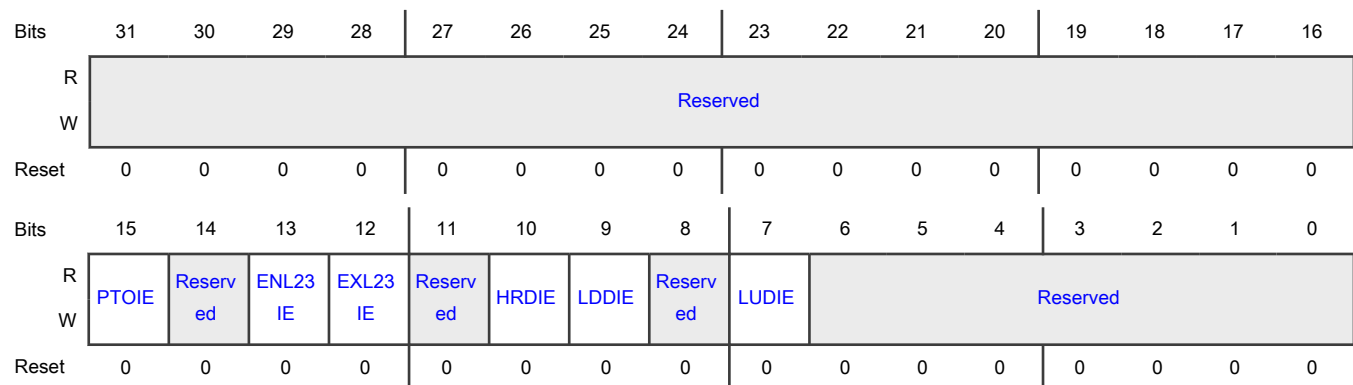 Bits 31 30 29 28 27 26 25 24 23 22 21 20 19 18 17 16
R
Reserved
W
Reset 0 0 0 0 0 0 0 0 0 0 0 0 0 0 0 0
Bits 15 14 13 12 11 10 9 8 7 6 5 4 3 2 1 0
R
PTOIE Reserv ENL23 EXL23 Reserv HRDIE LDDIE Reserv LUDIE Reserved
ed IE IE ed ed
W
Reset 0 0 0 0 0 0 0 0 0 0 0 0 0 0 0 0